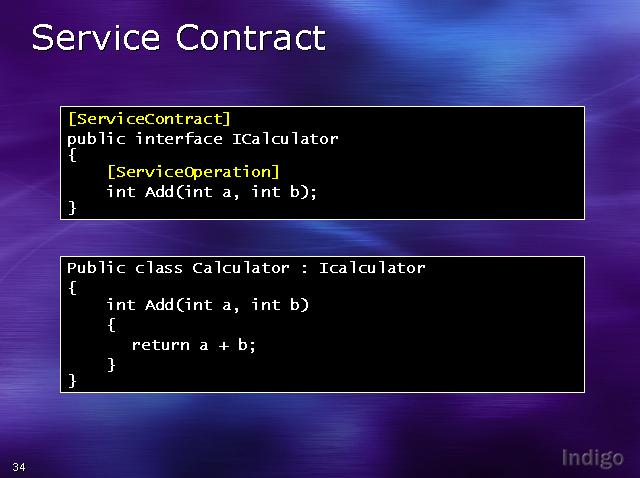 Service Contract
[ServiceContract]
public interface ICalculator
{
[ServiceOperation]
int Add(int a, int b);
}
Public class Calculator : Icalculator
{
int Add(int a, int b)
{
return a + b;
}
}
34
Indigo